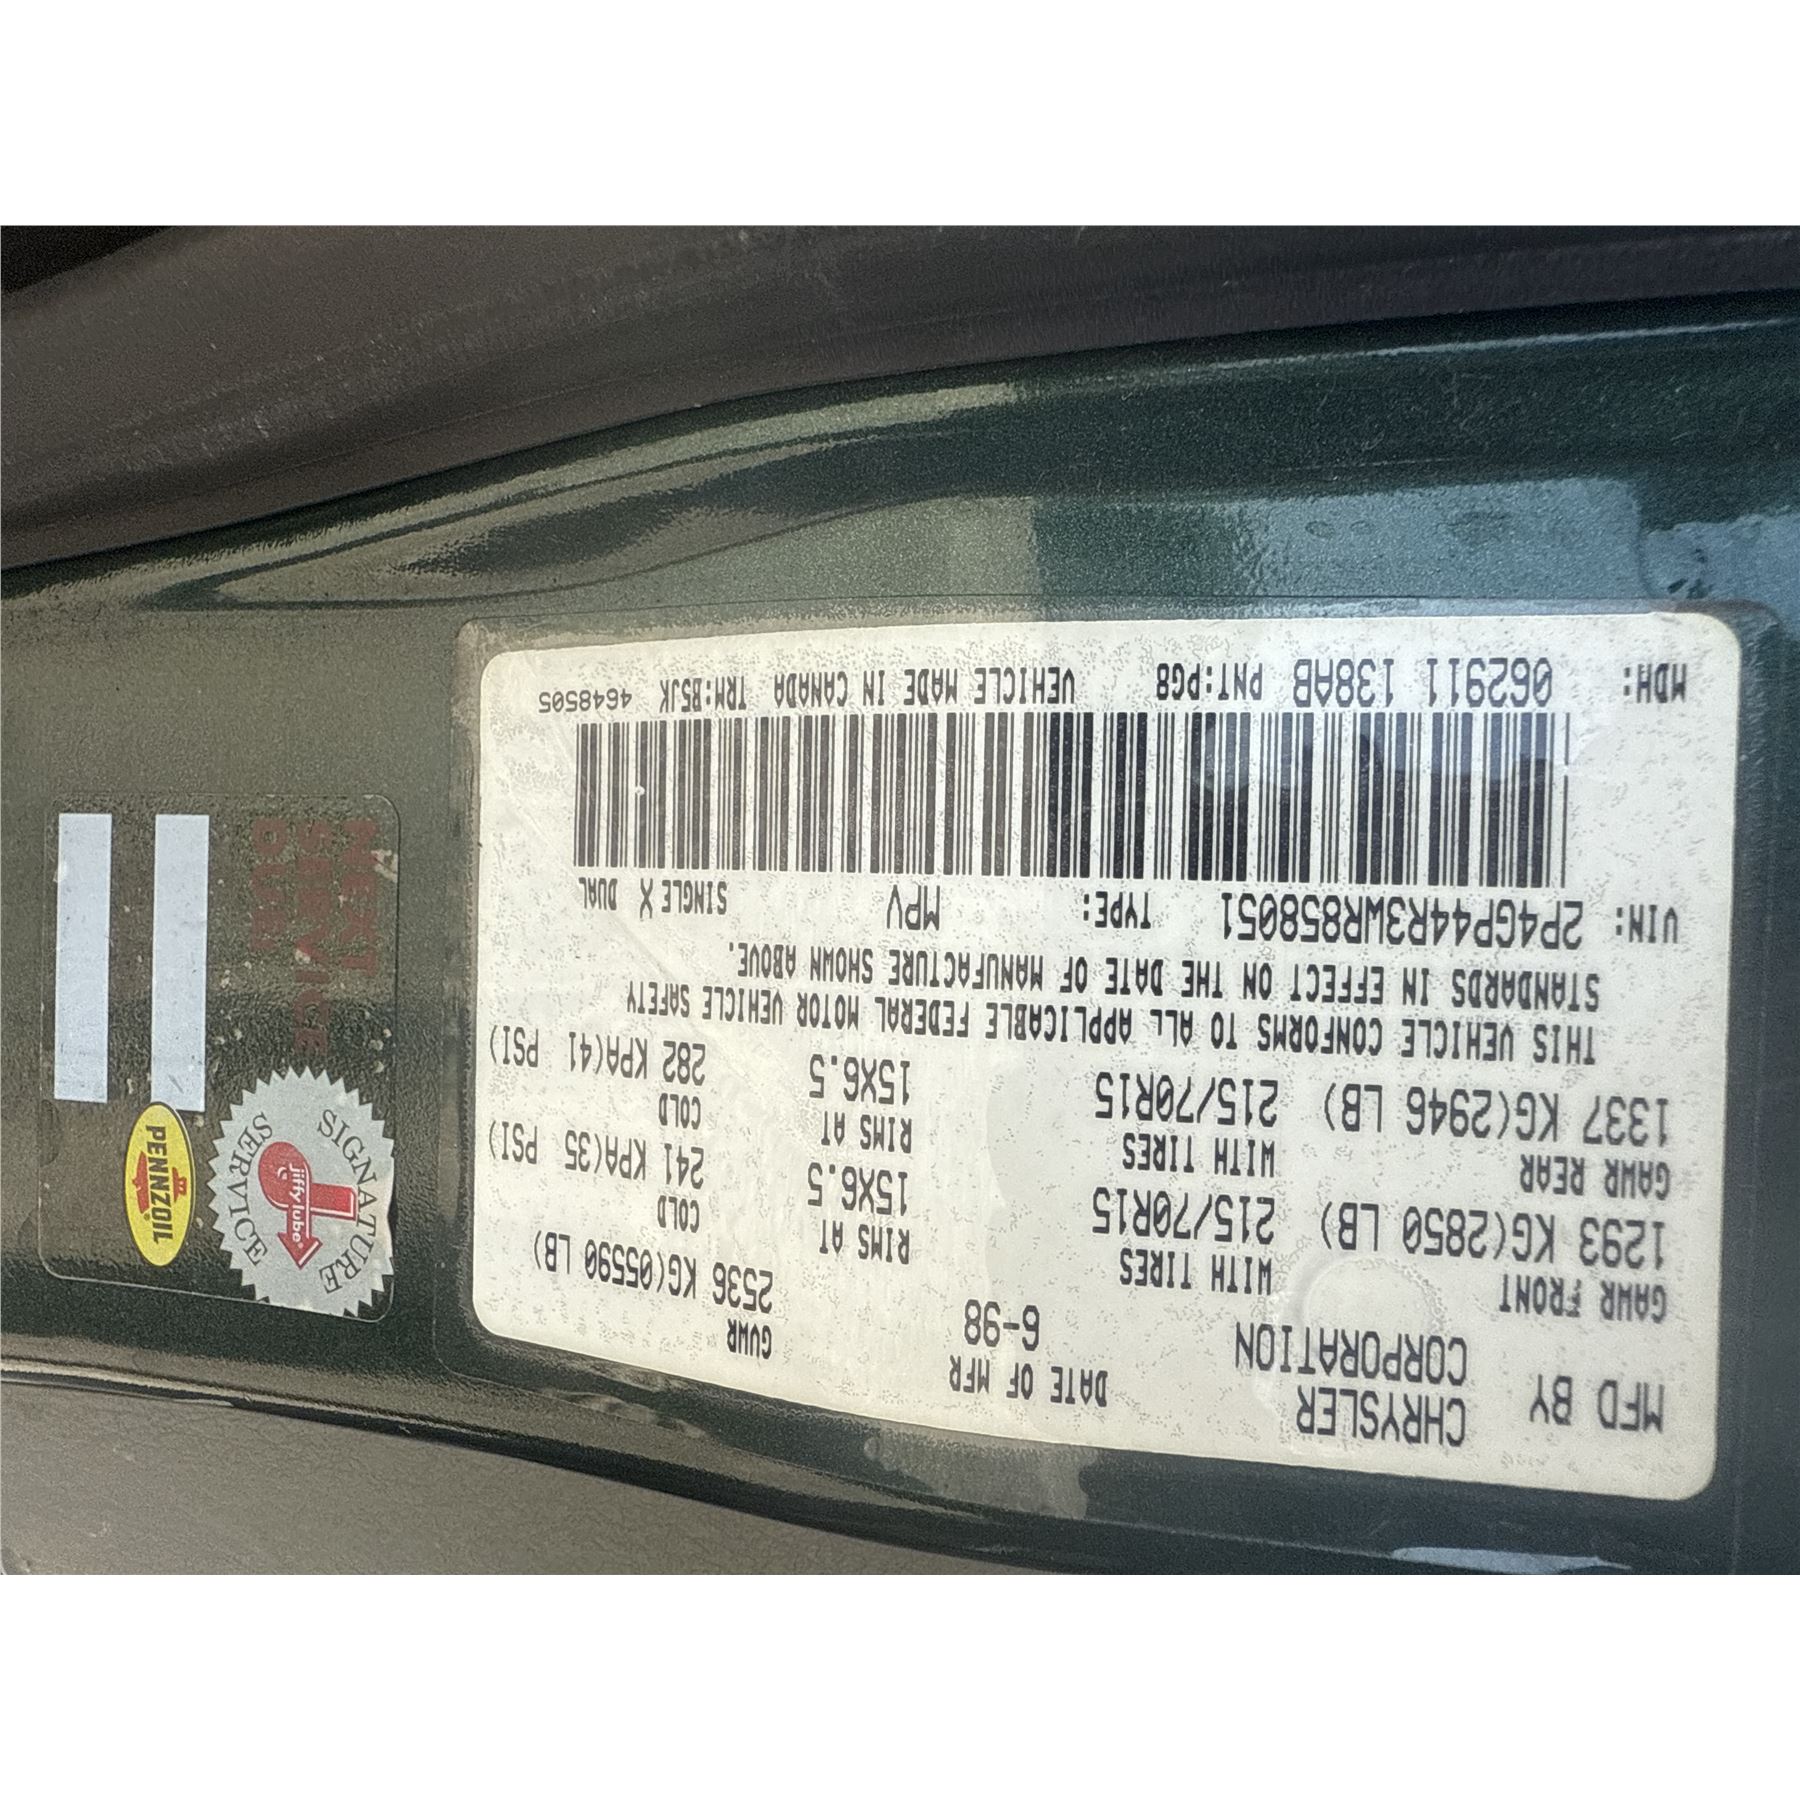 MFD BY CHRYSLER CORPORATION DATE OF MFR 6-98 GVWR 2536 KG(05590 LB)
GAWR FRONT WITH TIRES RIMS AT COLD
1293 KG(2850 LB) 215/70R15 15X6.5 241 KPA(35 PSI)
GAWR REAR WITH TIRES RIMS AT COLD
1337 KG(2946 LB) 215/70R15 15X6.5 282 KPA(41 PSI)
THIS VEHICLE CONFORMS TO ALL APPLICABLE FEDERAL MOTOR VEHICLE SAFETY
STANDARDS IN EFFECT ON THE DATE OF MANUFACTURE SHOWN ABOVE.
VIN: 2P4GP44R3WR858051 TYPE: MPV SINGLE X DUAL
MDH: 062911 138AB PNT:PG8 VEHICLE MADE IN CANADA TRM:B5JK 4648505
SIGNATURE
SERVICE
jiffy lube®
PENNZOIL®
NEXT
SERVICE
DUE